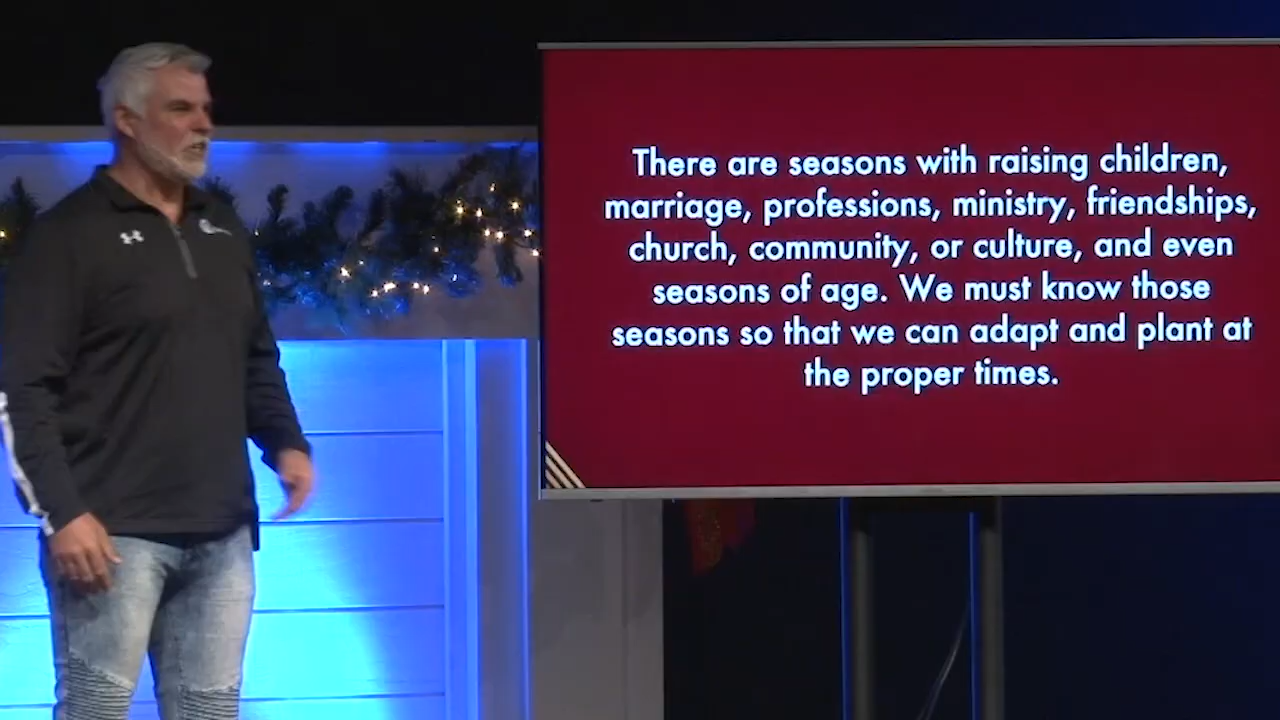 There are seasons with raising children,
marriage, professions, ministry, friendships,
church, community, or culture, and even
seasons of age. We must know those
seasons so that we can adapt and plant at
the proper times.